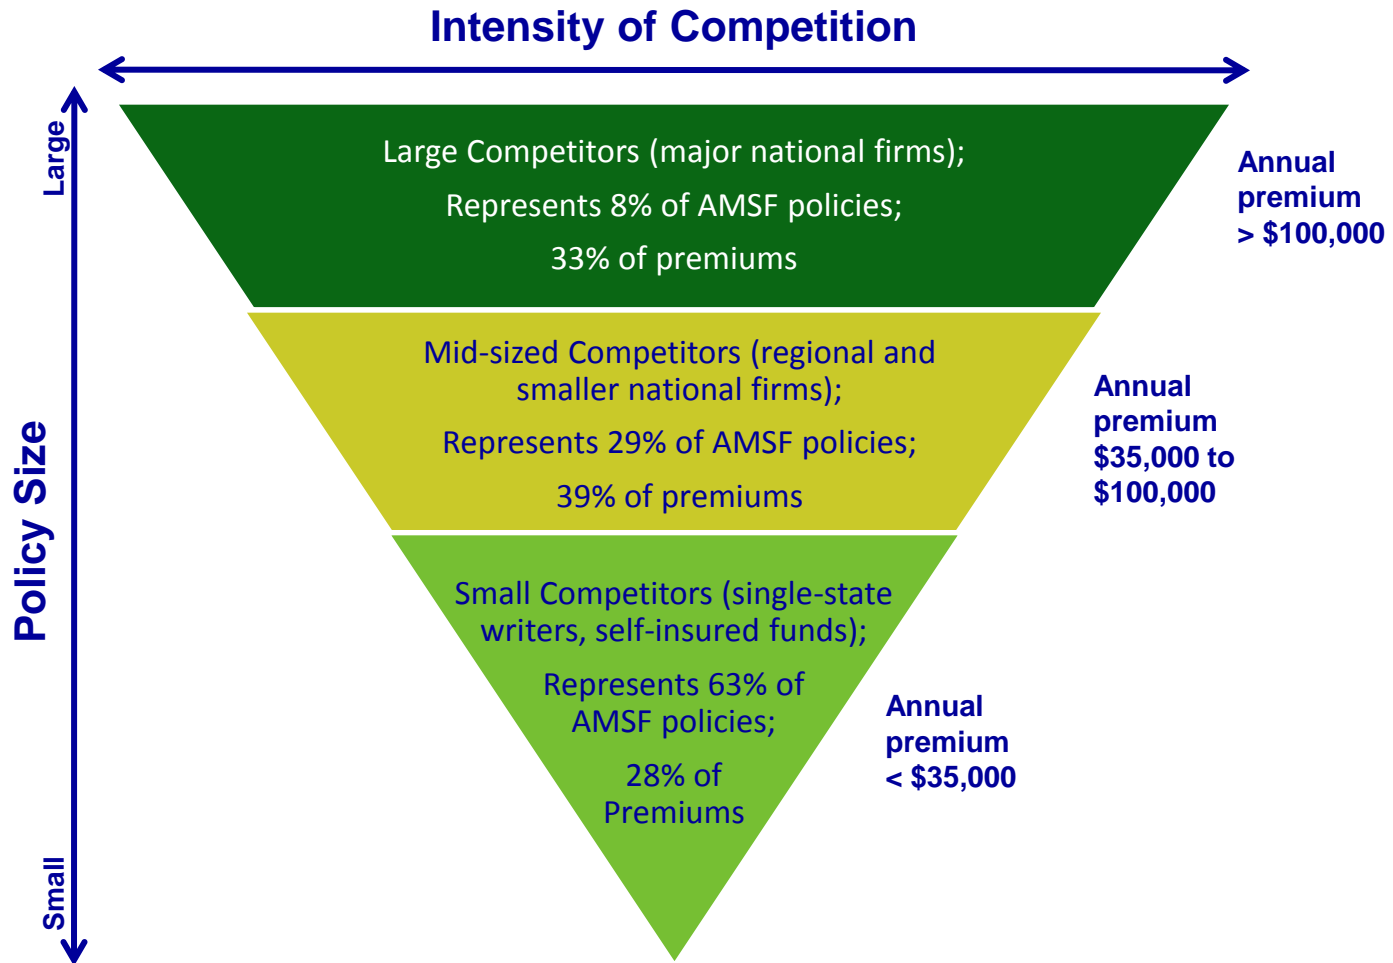 Intensity of Competition
Large
Large Competitors (major national firms);
Represents 8% of AMSF policies;
33% of premiums
Annual
premium
> $100,000
Mid-sized Competitors (regional and
smaller national firms);
Represents 29% of AMSF policies;
39% of premiums
Annual
premium
$35,000 to
$100,000
Policy Size
Small Competitors (single-state
writers, self-insured funds);
Represents 63% of
AMSF policies;
28% of
Premiums
Annual
premium
< $35,000
Small